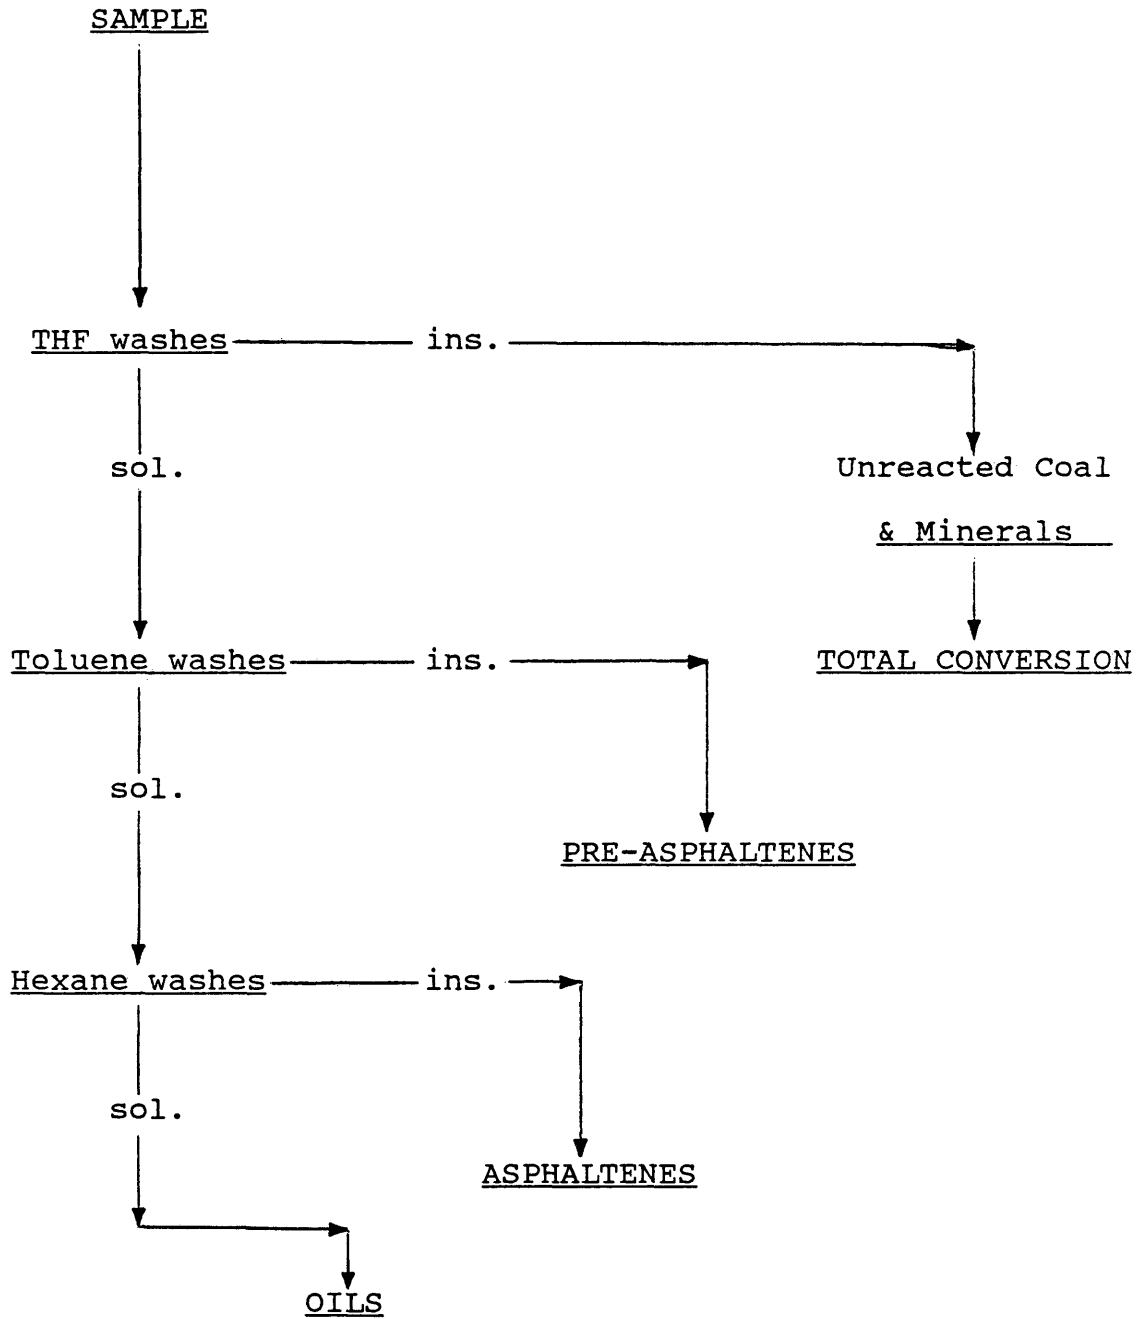 SAMPLE
THF washes ins.
sol.
Unreacted Coal
& Minerals
Toluene washes ins.
TOTAL CONVERSION
sol.
PRE-ASPHALTENES
Hexane washes ins.
sol.
ASPHALTENES
OILS